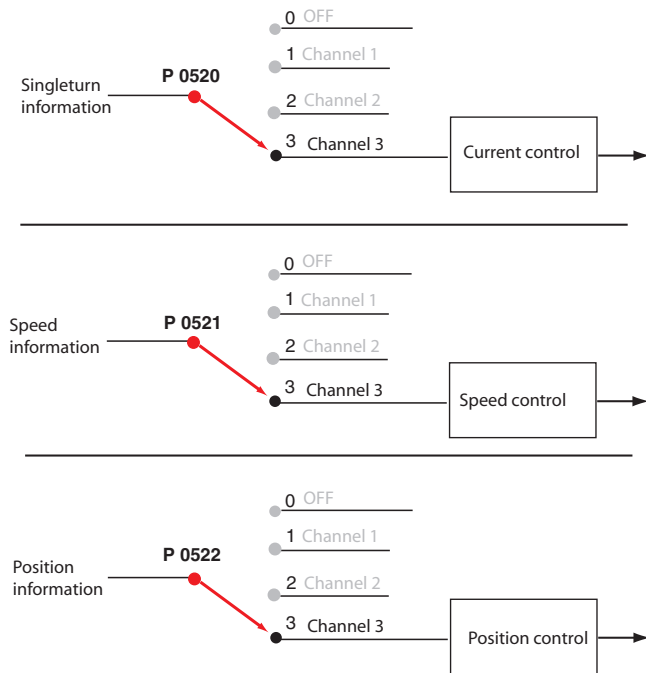 0 OFF
1 Channel 1
P 0520
Singleturn
information
2 Channel 2
3 Channel 3
Current control
0 OFF
1 Channel 1
P 0521
Speed
information
2 Channel 2
3 Channel 3
Speed control
0 OFF
1 Channel 1
P 0522
Position
information
2 Channel 2
3 Channel 3
Position control